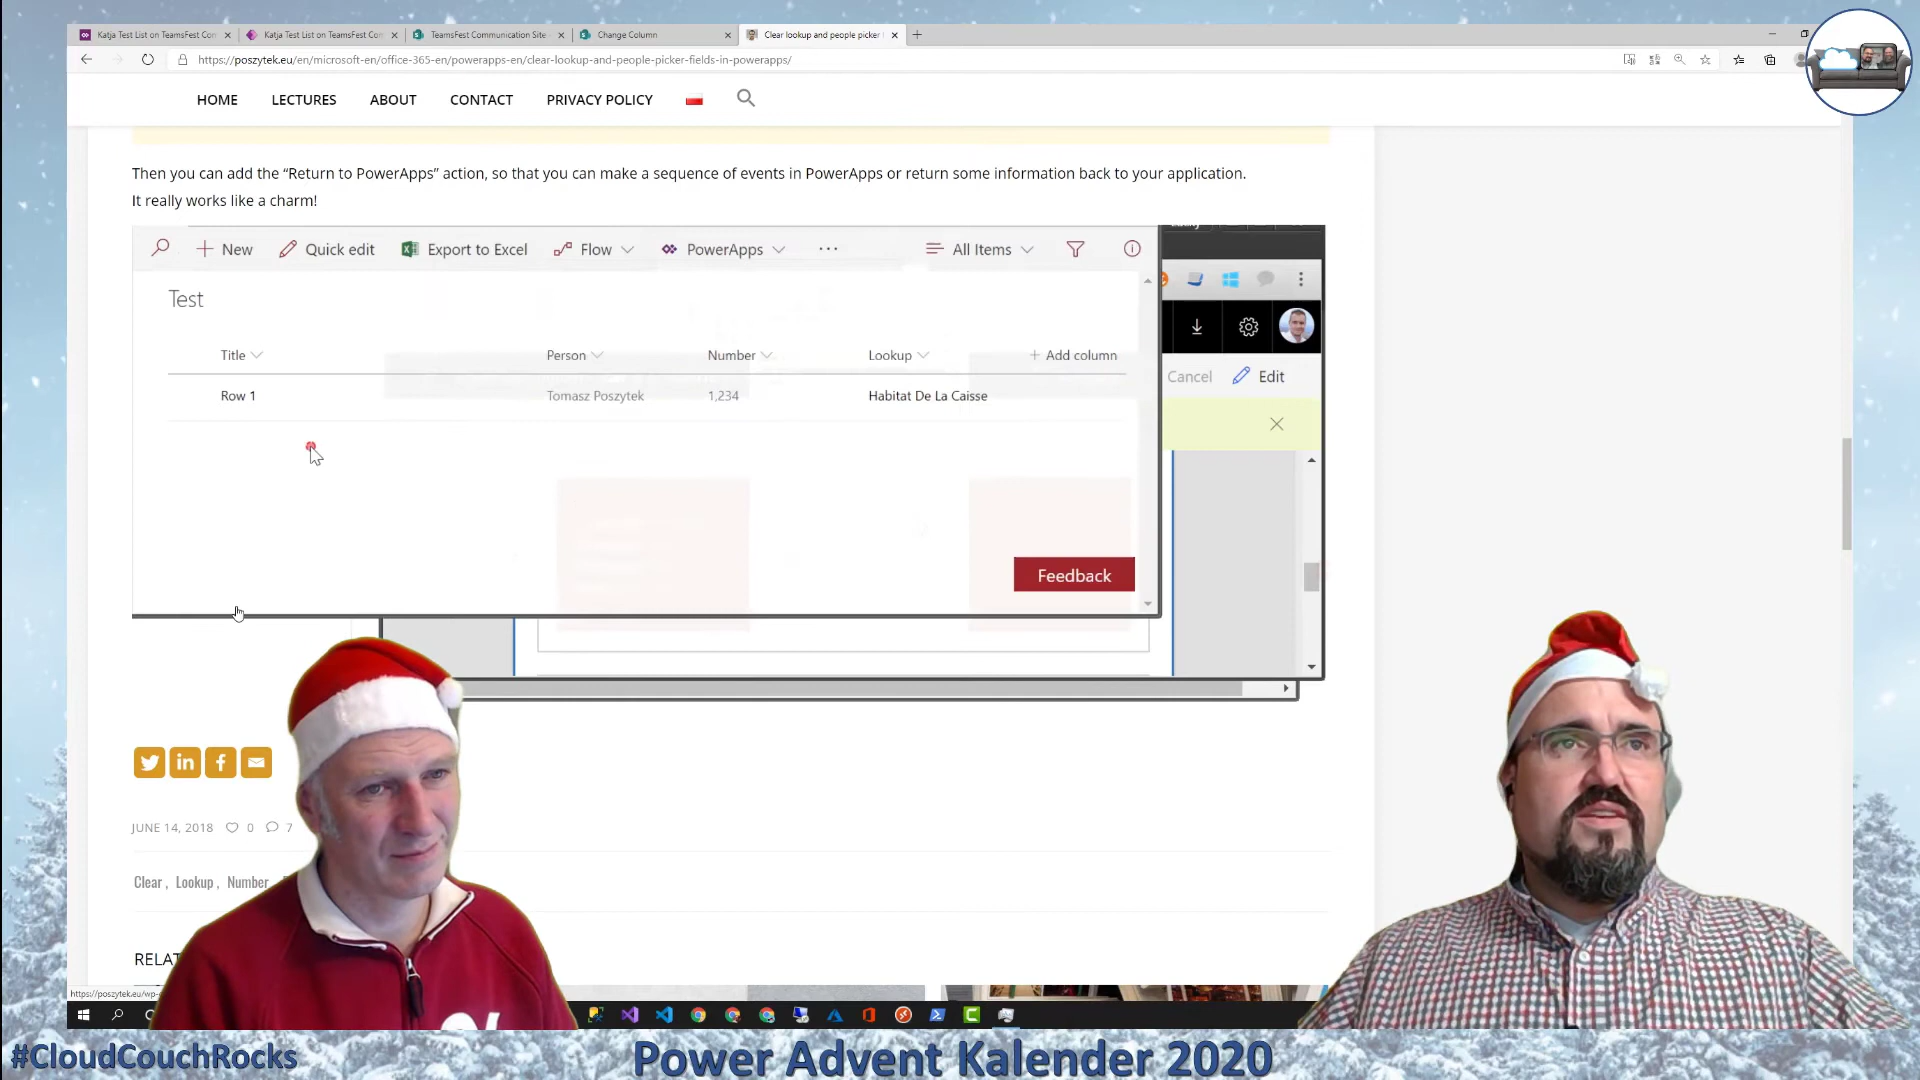 Katja Test List on TeamsFest Com
Katja Test List on TeamsFest Com
TeamsFest Communication Site -
Change Column
Clear lookup and people picker
https://poszytek.eu/en/microsoft-en/office-365-en/powerapps-en/clear-lookup-and-people-picker-fields-in-powerapps/
HOME LECTURES ABOUT CONTACT PRIVACY POLICY
Then you can add the “Return to PowerApps” action, so that you can make a sequence of events in PowerApps or return some information back to your application.
It really works like a charm!
New Quick edit Export to Excel Flow PowerApps ··· All Items
Test
Title Person Number Lookup + Add column
Row 1 Tomasz Poszytek 1,234 Habitat De La Caisse
Cancel Edit
Feedback
JUNE 14, 2018 0 7
Clear , Lookup , Number
RELAT
https://poszytek.eu/wp-c
#CloudCouchRocks
Power Advent Kalender 2020